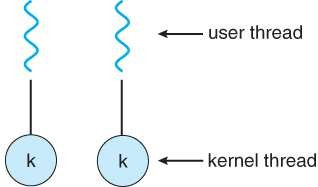 user thread
k
k
kernel thread